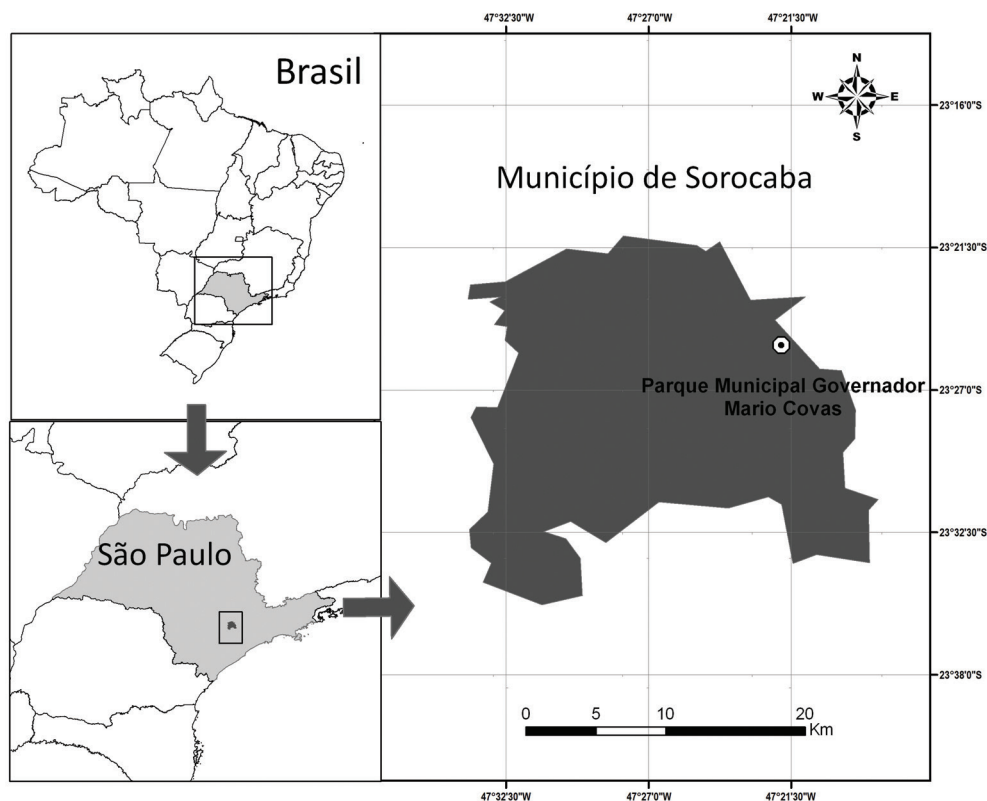 47°32'30"W 47°27'0"W 47°21'30"W
Brasil
N
W E
S
23°16'0"S
Município de Sorocaba
23°21'30"S
Parque Municipal Governador
Mario Covas
23°27'0"S
São Paulo
23°32'30"S
23°38'0"S
0 5 10 20
Km
47°32'30"W 47°27'0"W 47°21'30"W